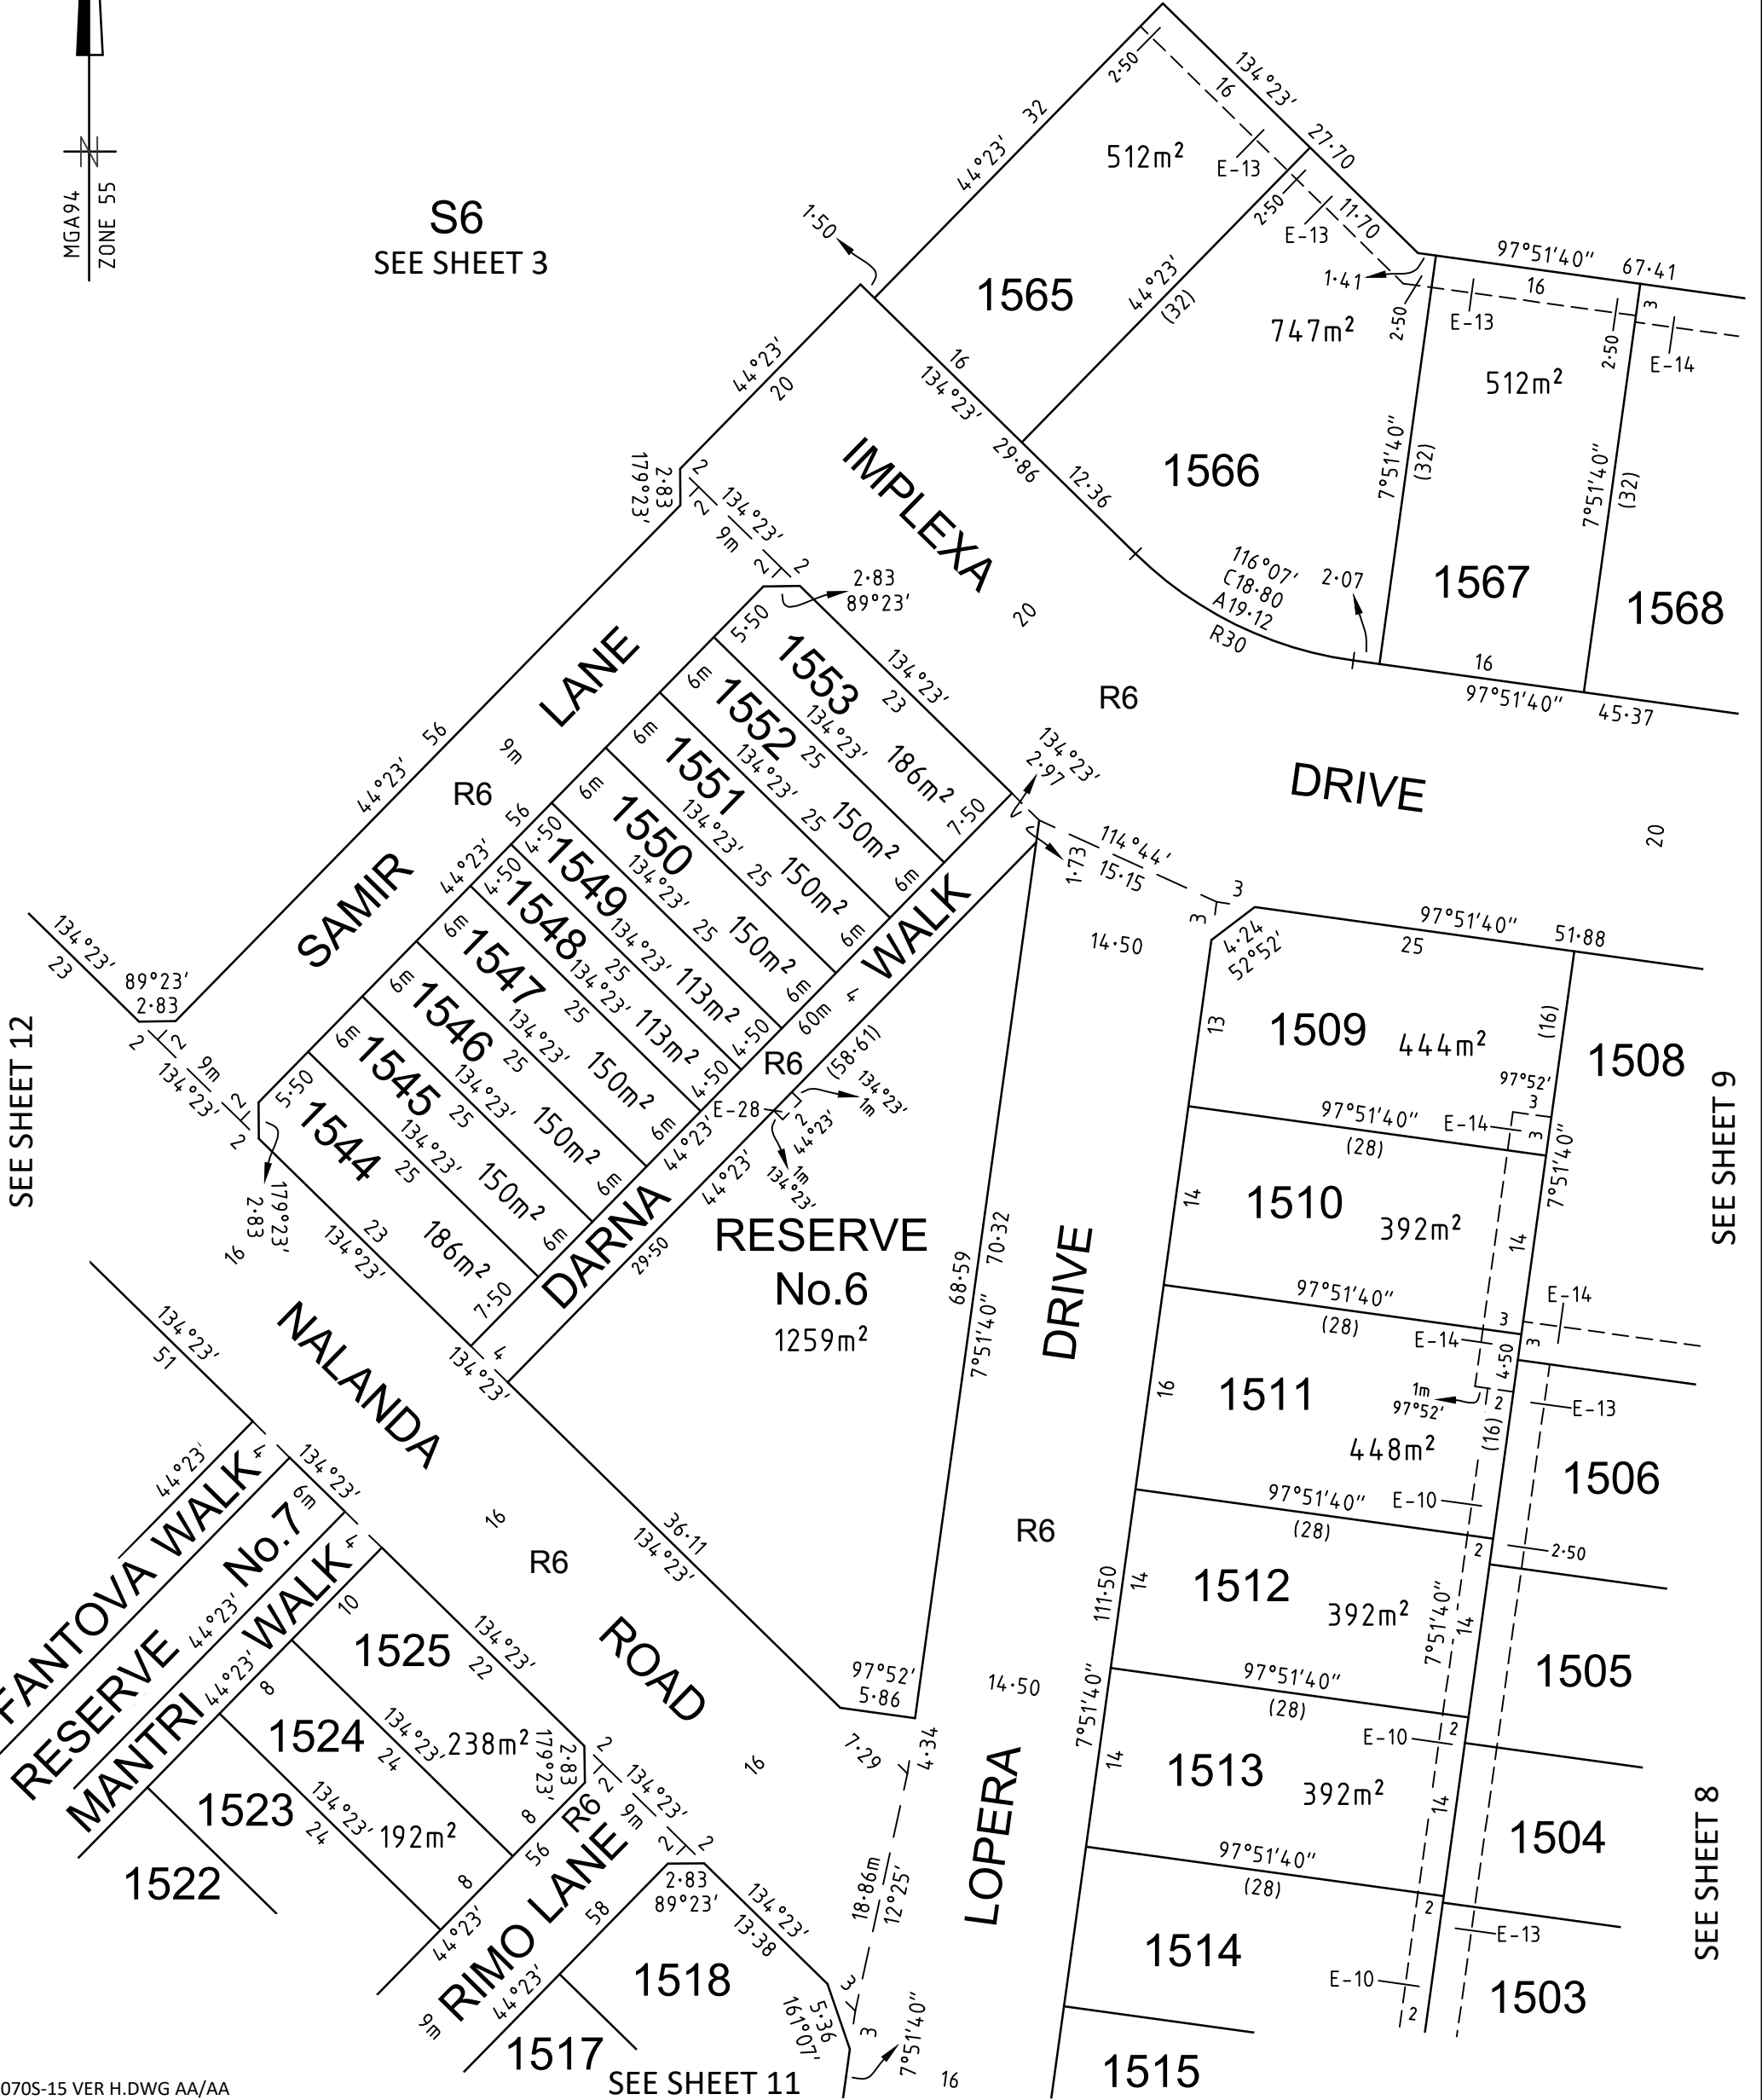 MGA94
ZONE 55
S6
SEE SHEET 3
2·50
16
134°23'
27·70
44°23'
32
512m²
E-13
1565
1·50
2·50
E-13
11·70
44°23'
(32)
1·41
97°51'40"
67·41
16
3
2·50
E-13
2·50
E-14
747m²
512m²
1566
7°51'40"
(32)
1567
7°51'40"
(32)
1568
16
134°23'
29·86
12·36
116°07'
C18·80
A19·12
R30
2·07
16
97°51'40"
45·37
44°23'
20
179°23'
2·83
2
2
134°23'
9m
2
2
2·83
89°23'
IMPLEXA
20
R6
DRIVE
20
SAMIR
LANE
R6
9m
44°23'
56
44°23'
56
5·50
1553
134°23'
23
186m²
7·50
6m
1552
134°23'
25
150m²
6m
6m
1551
134°23'
25
150m²
6m
6m
1550
134°23'
25
150m²
6m
4·50
1549
134°23'
25
113m²
4·50
4·50
1548
134°23'
25
113m²
4·50
6m
1547
134°23'
25
150m²
6m
6m
1546
134°23'
25
150m²
6m
6m
1545
134°23'
25
150m²
6m
5·50
1544
134°23'
25
186m²
7·50
23
134°23'
134°23'
2·97
1·73
114°44'
15·15
3
3
4·24
52°52'
14·50
97°51'40"
51·88
25
134°23'
23
89°23'
2·83
2
2
9m
134°23'
2
2
179°23'
2·83
16
SEE SHEET 12
DARNA
WALK
60m
4
R6
(58·61)
44°23'
E-28
134°23'
1m
2
44°23'
1m
134°23'
44°23'
29·50
4
134°23'
RESERVE
No.6
1259m²
68·59
70·32
7°51'40"
DRIVE
13
1509
444m²
(16)
1508
97°52'
3
3
E-14
97°51'40"
(28)
7°51'40"
SEE SHEET 9
14
1510
392m²
14
97°51'40"
(28)
E-14
3
3
E-14
4·50
16
1511
1m
97°52'
2
E-13
(16)
448m²
1506
97°51'40"
(28)
E-10
2
2·50
111·50
14
1512
392m²
7°51'40"
14
1505
7°51'40"
97°51'40"
(28)
E-10
2
14
1513
392m²
14
1504
97°51'40"
(28)
2
E-13
1514
E-10
2
1503
SEE SHEET 8
1515
134°23'
51
NALANDA
16
R6
ROAD
16
36·11
134°23'
97°52'
5·86
R6
14·50
7·29
4·34
18·86m
12°25'
LOPERA
44°23'
4
134°23'
FANTOVA WALK
6m
RESERVE
44°23'
No.7
4
MANTRI
44°23'
WALK
10
1525
134°23'
22
8
1524
134°23'
24
238m²
179°23'
2·83
2
2
134°23'
9m
2
2
1523
134°23'
24
192m²
8
R6
56
8
44°23'
1522
RIMO LANE
9m
58
44°23'
2·83
89°23'
134°23'
13·38
1518
3
3
5·36
161°07'
7°51'40"
16
1517
SEE SHEET 11
070S-15 VER H.DWG AA/AA